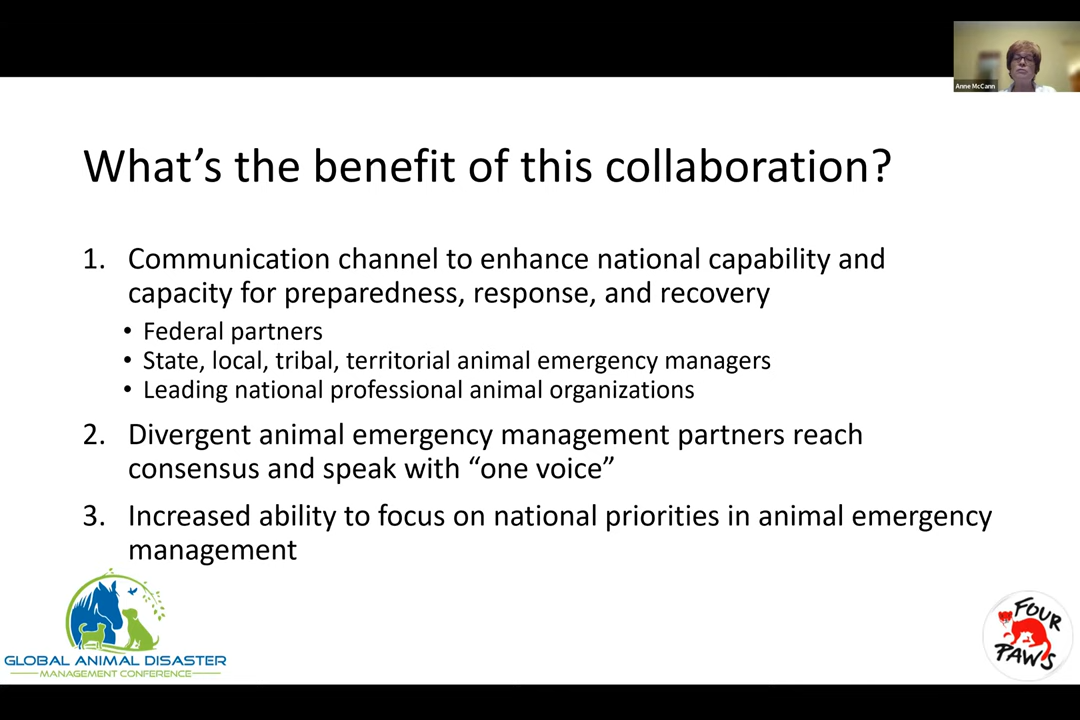 Anne McCann
What’s the benefit of this collaboration?
1. Communication channel to enhance national capability and
capacity for preparedness, response, and recovery
• Federal partners
• State, local, tribal, territorial animal emergency managers
• Leading national professional animal organizations
2. Divergent animal emergency management partners reach
consensus and speak with “one voice”
3. Increased ability to focus on national priorities in animal emergency
management
GLOBAL ANIMAL DISASTER
MANAGEMENT CONFERENCE
FOUR
PAWS